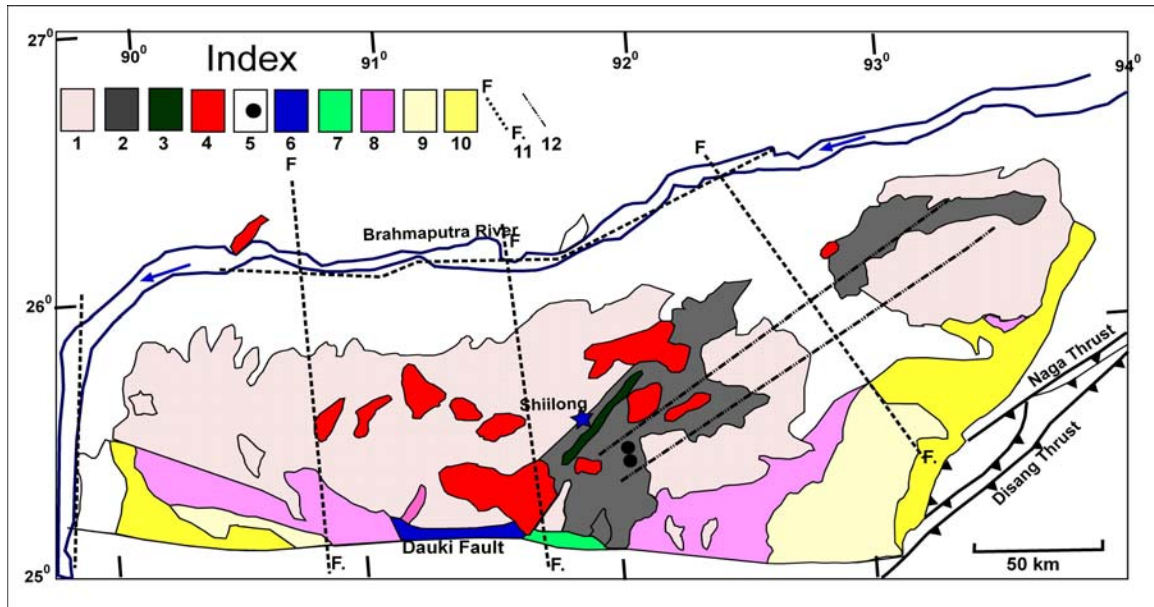 27⁰
90⁰
Index
91⁰
92⁰
93⁰
94⁰
1
2
3
4
5
6
7
8
9
10
F
F.
11
12
F
F
Brahmaputra River
F
26⁰
Shiilong
Naga Thrust
F.
Disang Thrust
Dauki Fault
F.
F.
25⁰
50 km